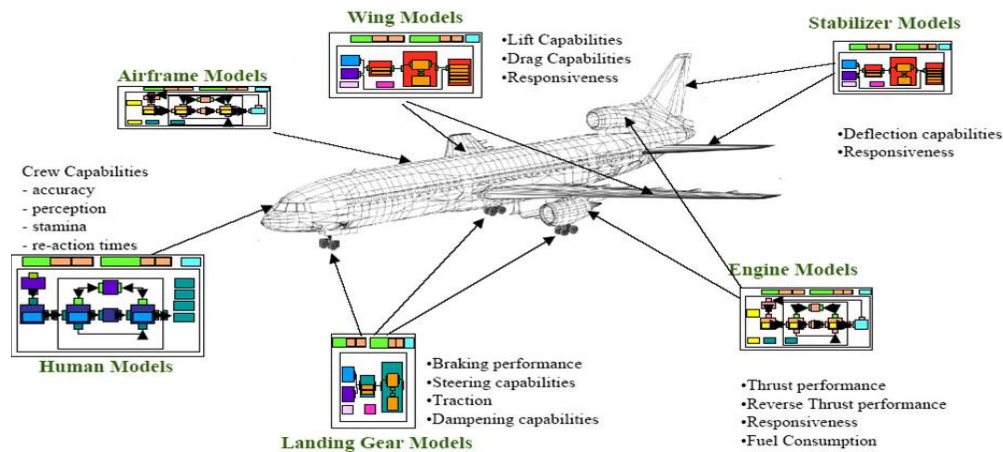 Wing Models
•Lift Capabilities
•Drag Capabilities
•Responsiveness
Stabilizer Models
•Deflection capabilities
•Responsiveness
Airframe Models
Crew Capabilities
- accuracy
- perception
- stamina
- re-action times
Human Models
Landing Gear Models
•Braking performance
•Steering capabilities
•Traction
•Dampening capabilities
Engine Models
•Thrust performance
•Reverse Thrust performance
•Responsiveness
•Fuel Consumption